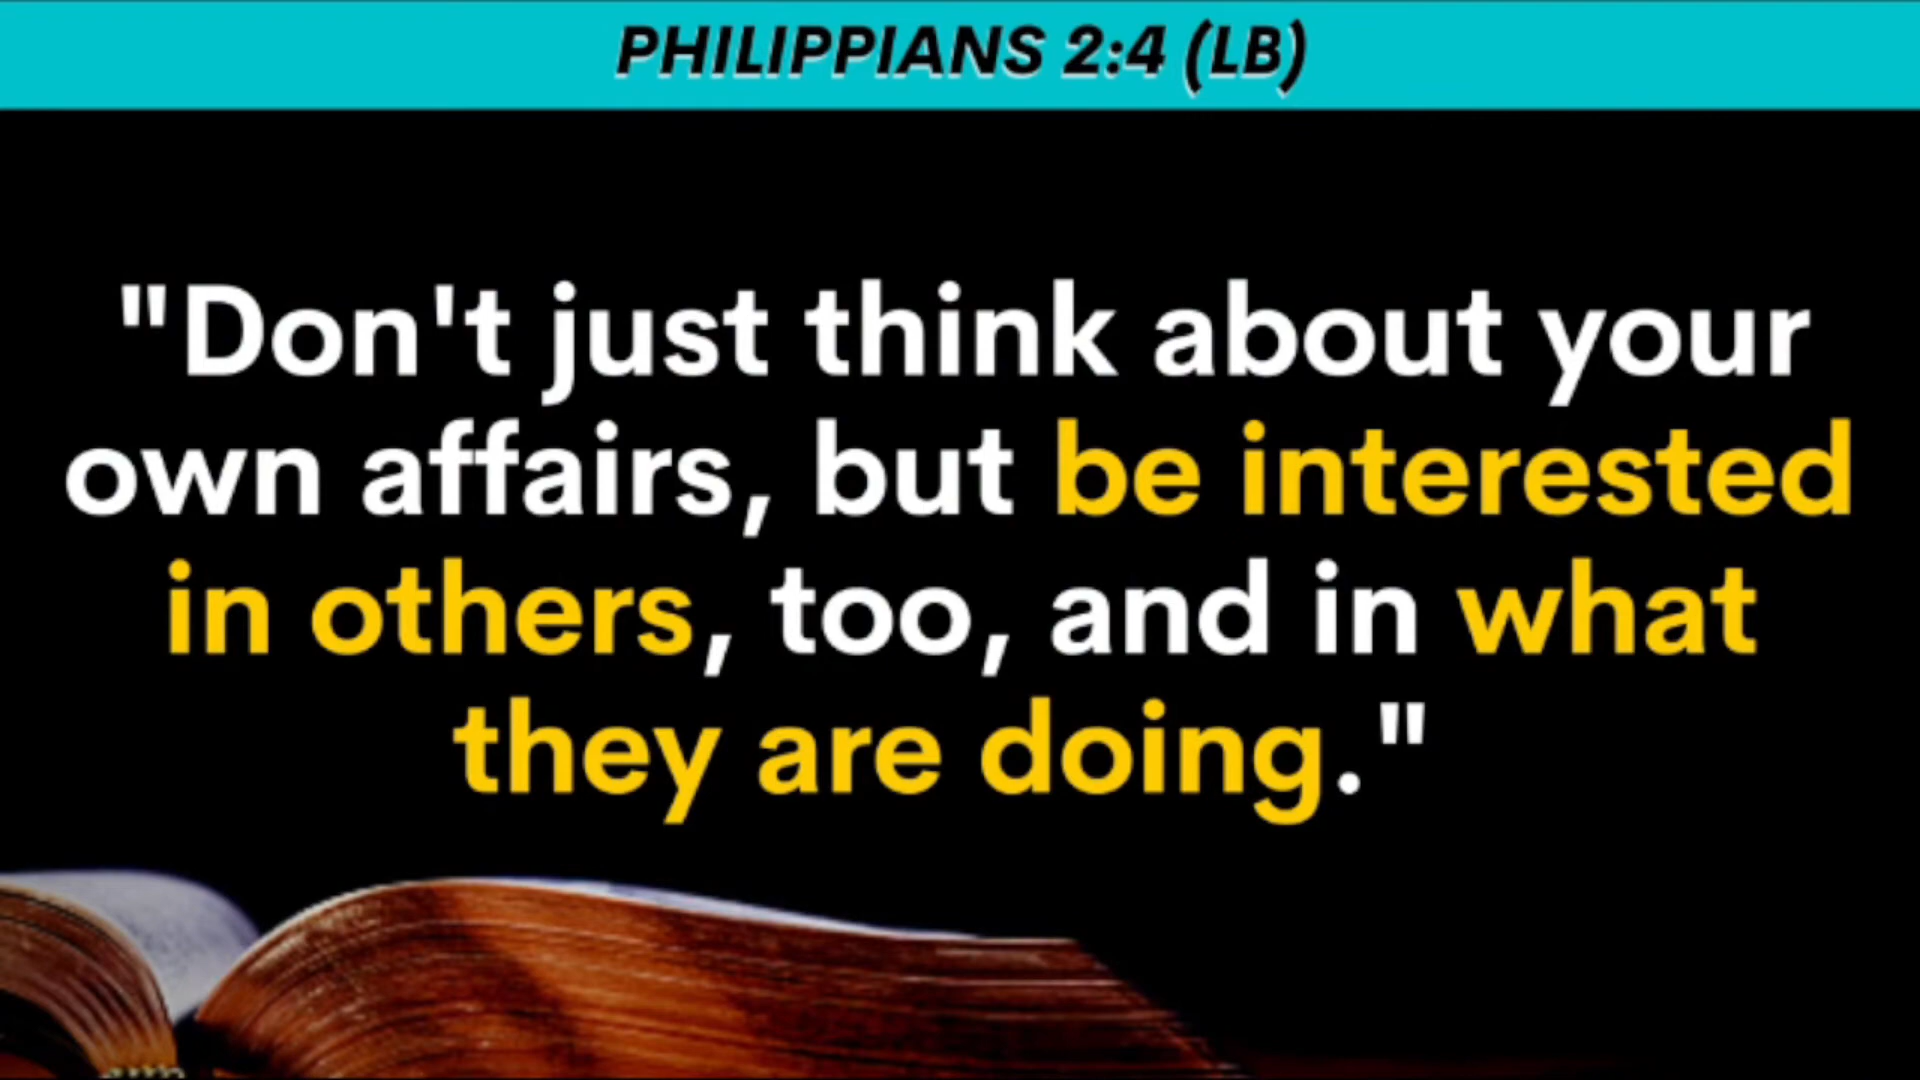 PHILIPPIANS 2:4 (LB)
"Don't just think about your
own affairs, but be interested
in others, too, and in what
they are doing."